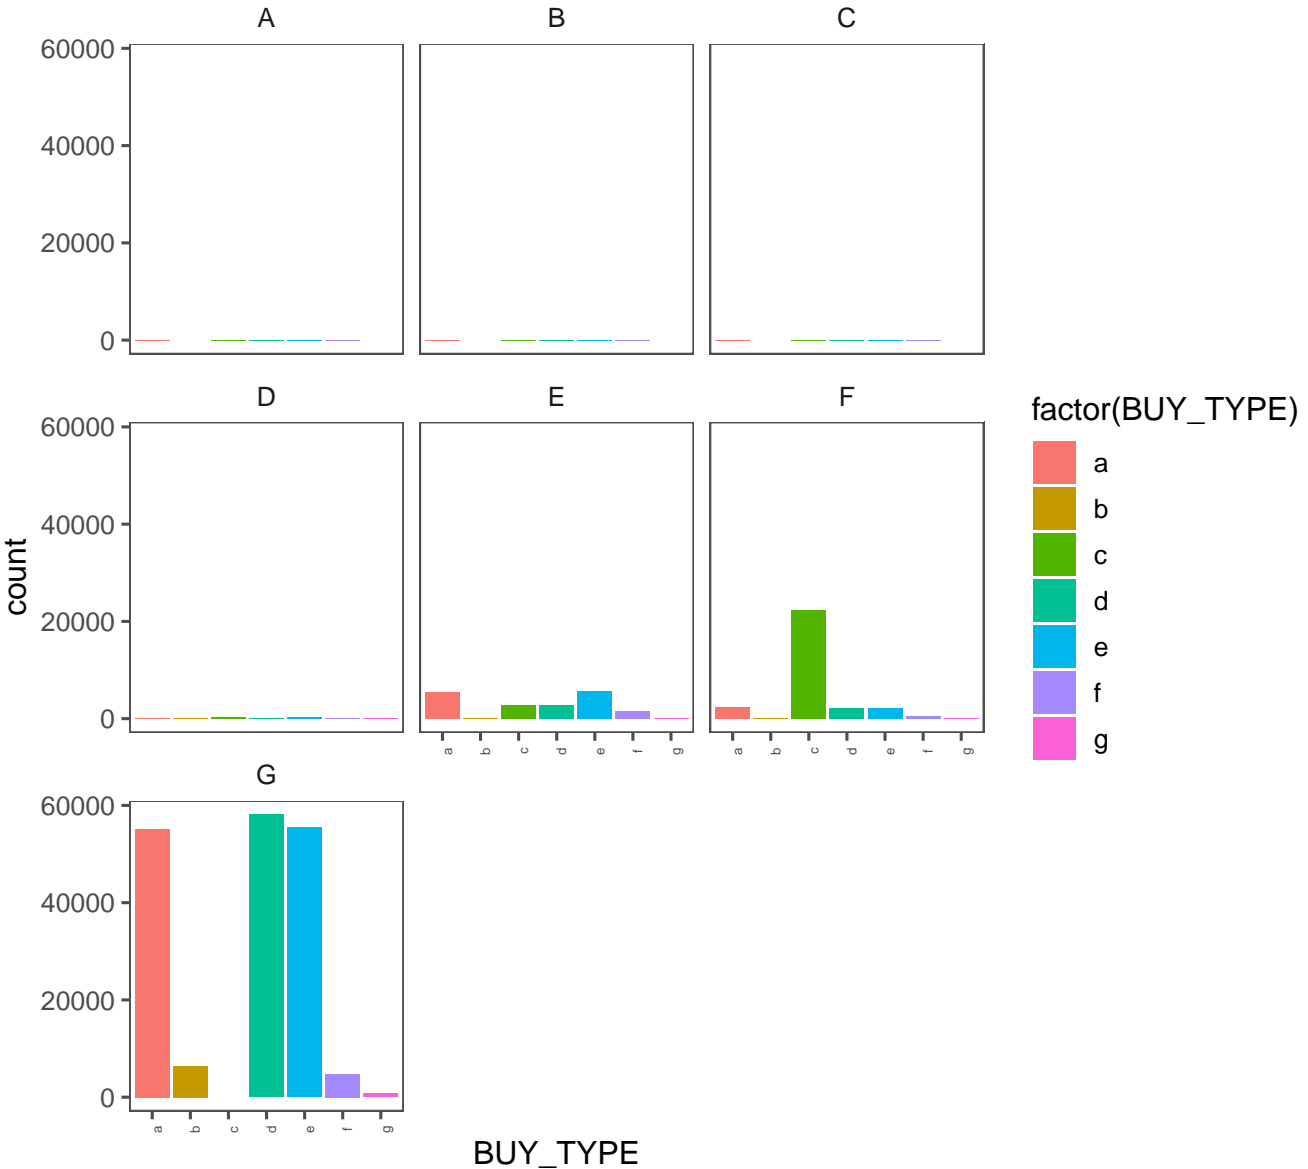 A B C
60000
40000
20000
0
D E F
60000
40000
20000
0
a b c d e f g a b c d e f g
G
60000
40000
20000
0
a b c d e f g
count
BUY_TYPE
factor(BUY_TYPE)
a
b
c
d
e
f
g